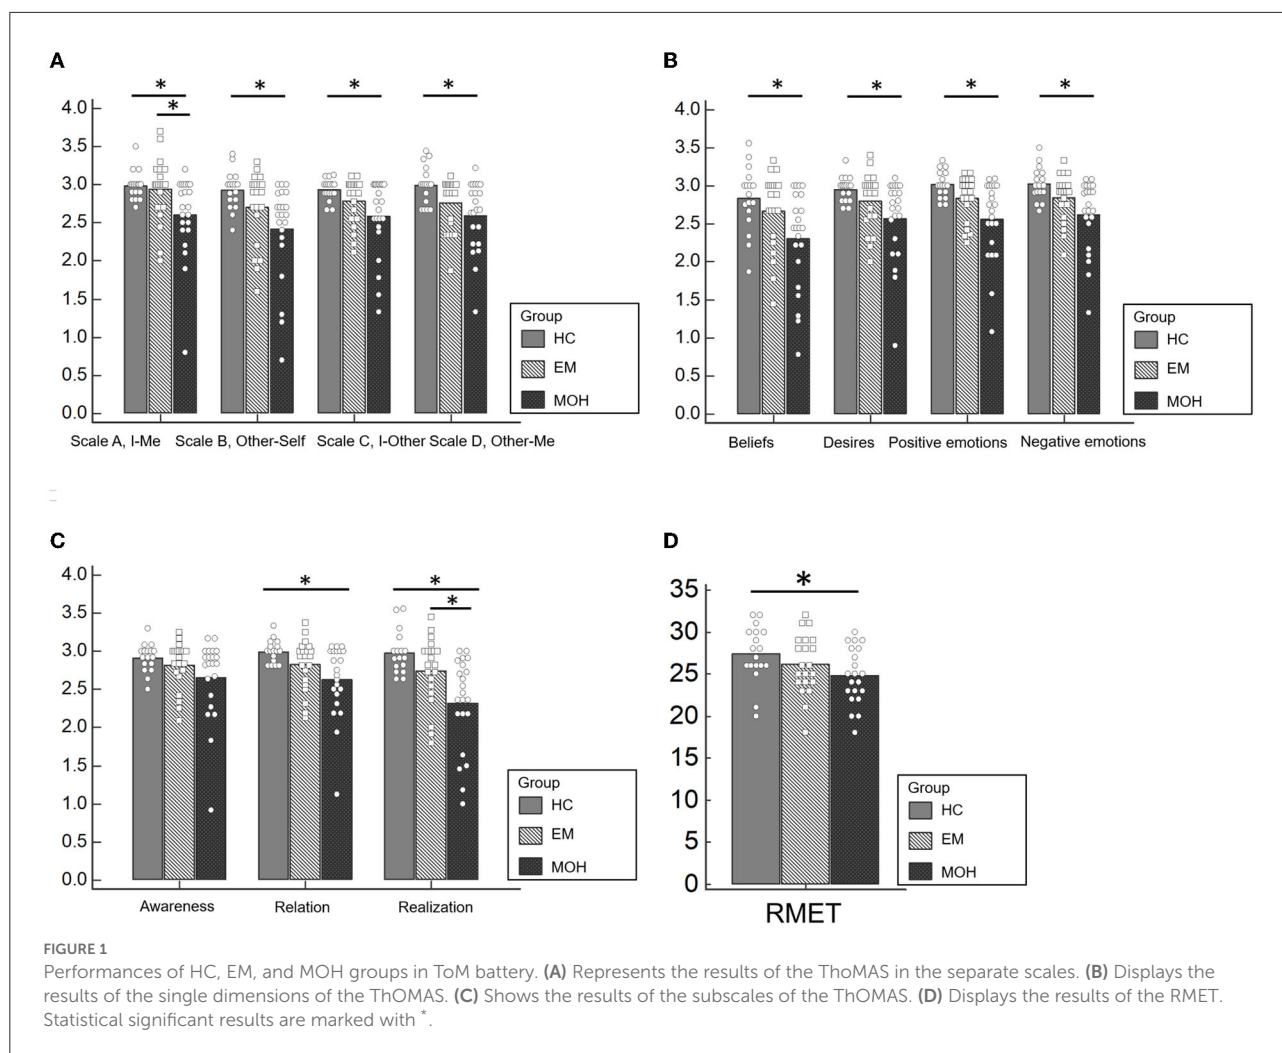 A
* * * *
*
4.0
3.5
3.0
2.5
2.0
1.5
1.0
0.5
0.0
Scale A, I-Me Scale B, Other-Self Scale C, I-Other Scale D, Other-Me
Group
HC
EM
MOH
B
* * * *
4.0
3.5
3.0
2.5
2.0
1.5
1.0
0.5
0.0
Beliefs Desires Positive emotions Negative emotions
Group
HC
EM
MOH
C
* *
*
4.0
3.5
3.0
2.5
2.0
1.5
1.0
0.5
0.0
Awareness Relation Realization
Group
HC
EM
MOH
D
*
35
30
25
20
15
10
5
0
RMET
Group
HC
EM
MOH
FIGURE 1
Performances of HC, EM, and MOH groups in ToM battery. (A) Represents the results of the ThoMAS in the separate scales. (B) Displays the
results of the single dimensions of the ThOMAS. (C) Shows the results of the subscales of the ThOMAS. (D) Displays the results of the RMET.
Statistical significant results are marked with *.